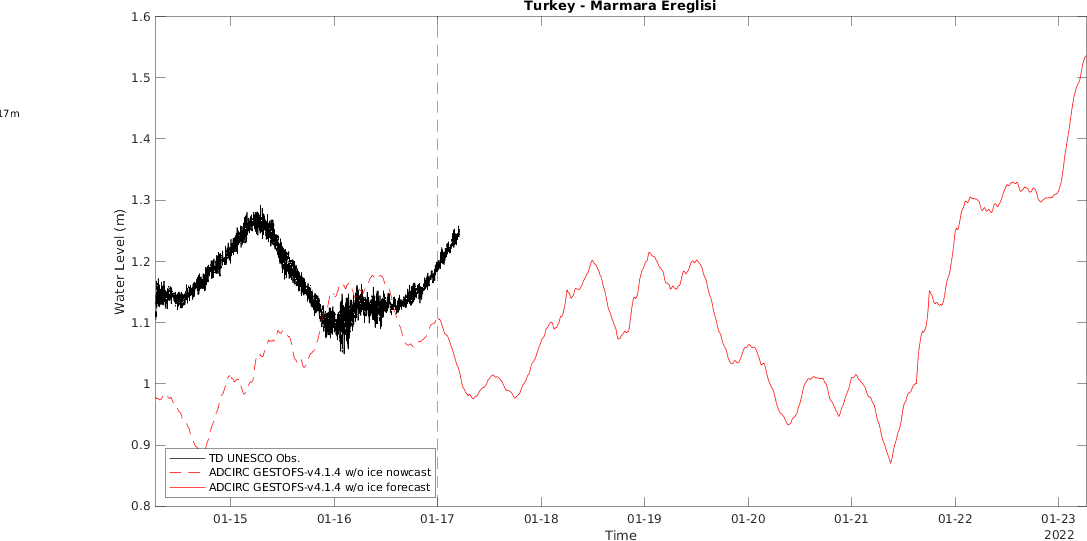 Turkey - Marmara Ereglisi
1.6
1.5
17m
1.4
1.3
Water Level (m)
1.2
1.1
1
0.9
0.8
TD UNESCO Obs.
ADCIRC GESTOFS-v4.1.4 w/o ice nowcast
ADCIRC GESTOFS-v4.1.4 w/o ice forecast
01-15 01-16 01-17 01-18 01-19 01-20 01-21 01-22 01-23
Time
2022